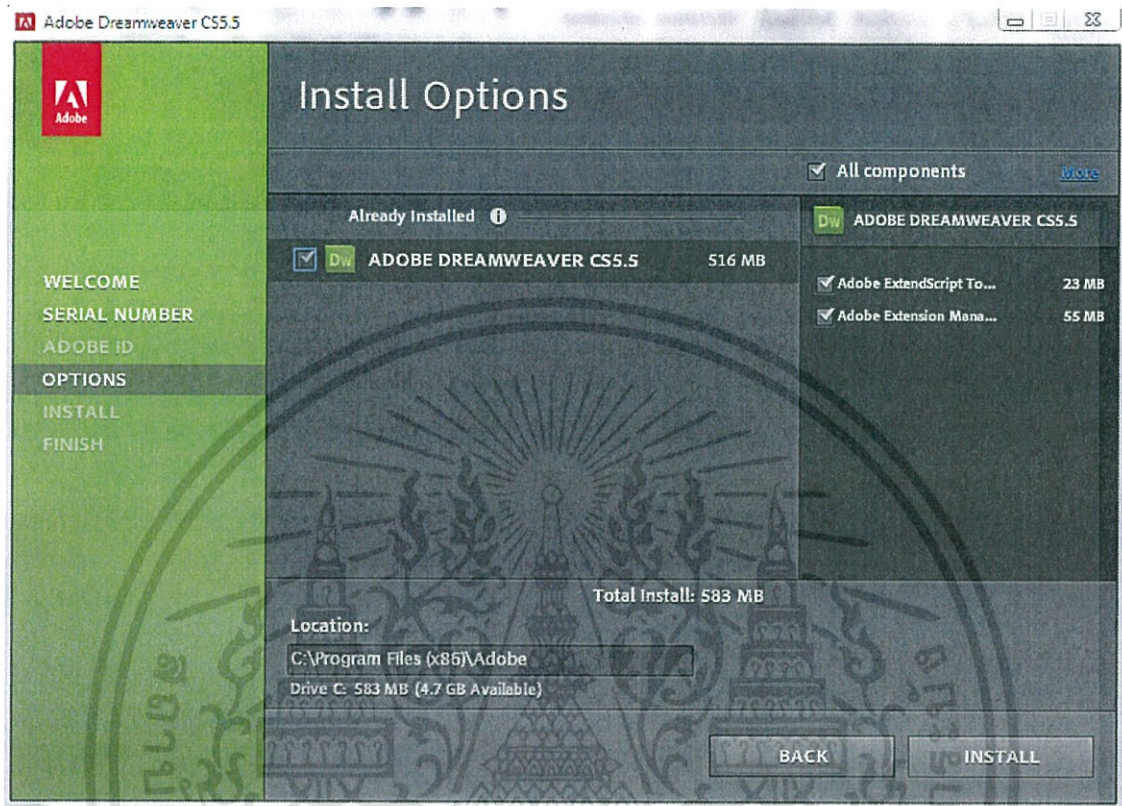 Adobe Dreamweaver CS5.5
Adobe
Install Options
All components More
Already Installed
Dw ADOBE DREAMWEAVER CS5.5 516 MB
Dw ADOBE DREAMWEAVER CS5.5
Adobe ExtendScript To... 23 MB
Adobe Extension Mana... 55 MB
WELCOME
SERIAL NUMBER
ADOBE ID
OPTIONS
INSTALL
FINISH
Total Install: 583 MB
Location:
C:\Program Files (x86)\Adobe
Drive C: 583 MB (4.7 GB Available)
BACK INSTALL